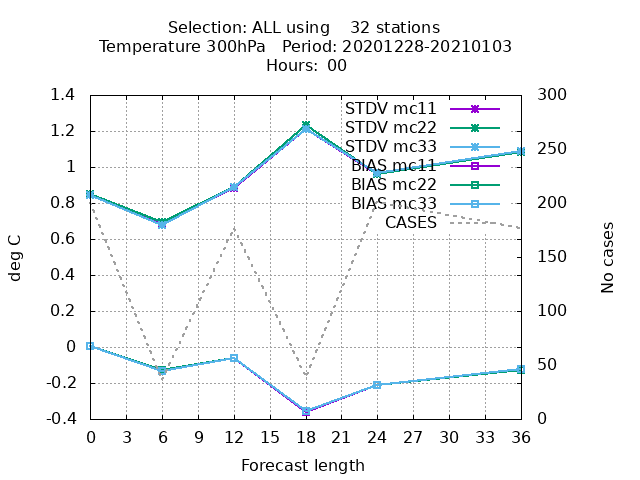 Selection: ALL using    32 stations
Temperature 300hPa   Period: 20201228-20210103
Hours: 00
1.4
1.2
1
0.8
0.6
0.4
0.2
0
-0.2
-0.4
deg C
STDV mc11
STDV mc22
STDV mc33
BIAS mc11
BIAS mc22
BIAS mc33
CASES
300
250
200
150
100
50
0
No cases
0 3 6 9 12 15 18 21 24 27 30 33 36
Forecast length